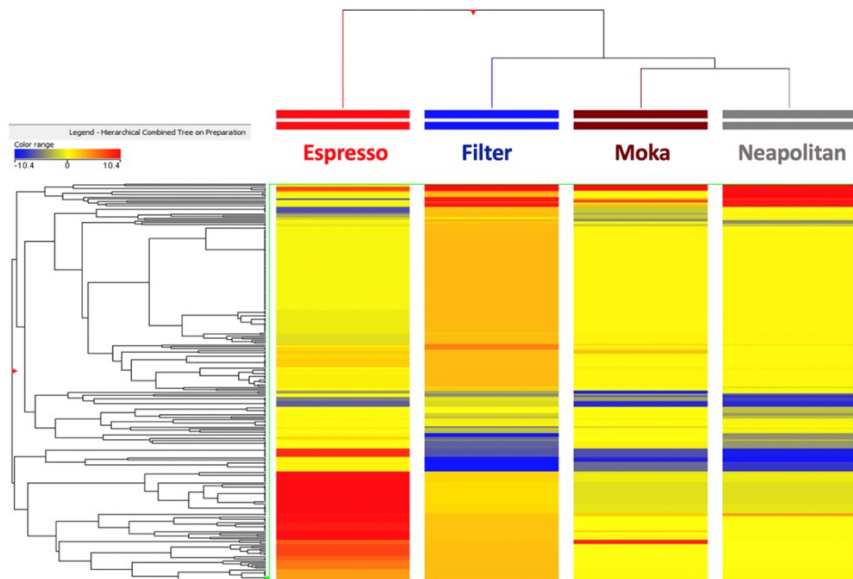 Legend - Hierarchical Combined Tree on Preparation
Color range
-10.4 0 10.4
Espresso Filter Moka Neapolitan